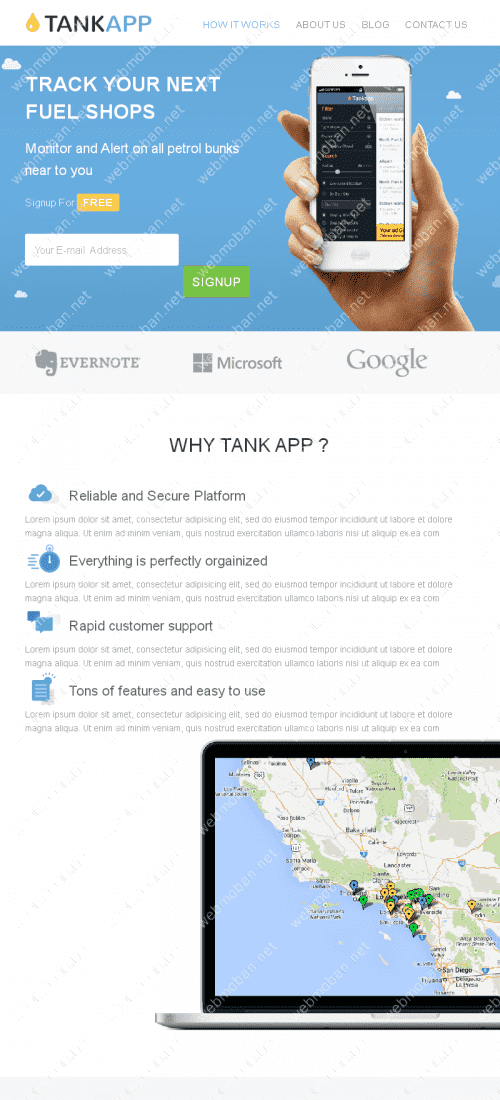 TANKAPP
HOW IT WORKS ABOUT US BLOG CONTACT US
TRACK YOUR NEXT
FUEL SHOPS
Monitor and Alert on all petrol bunks
near to you
Signup For FREE
Your E-mail Address
SIGNUP
Tankapp
Filter
Search
EVERNOTE Microsoft Google
WHY TANK APP ?
Reliable and Secure Platform
Lorem ipsum dolor sit amet, consectetur adipisicing elit, sed do eiusmod tempor incididunt ut labore et dolore
magna aliqua. Ut enim ad minim veniam, quis nostrud exercitation ullamco laboris nisi ut aliquip ex ea com
Everything is perfectly orgainized
Lorem ipsum dolor sit amet, consectetur adipisicing elit, sed do eiusmod tempor incididunt ut labore et dolore
magna aliqua. Ut enim ad minim veniam, quis nostrud exercitation ullamco laboris nisi ut aliquip ex ea com
Rapid customer support
Lorem ipsum dolor sit amet, consectetur adipisicing elit, sed do eiusmod tempor incididunt ut labore et dolore
magna aliqua. Ut enim ad minim veniam, quis nostrud exercitation ullamco laboris nisi ut aliquip ex ea com
Tons of features and easy to use
Lorem ipsum dolor sit amet, consectetur adipisicing elit, sed do eiusmod tempor incididunt ut labore et dolore
magna aliqua. Ut enim ad minim veniam, quis nostrud exercitation ullamco laboris nisi ut aliquip ex ea com
Bakersfield
Lancaster
Santa Maria
San Diego
Tijuana
La Presa
webmoban.net